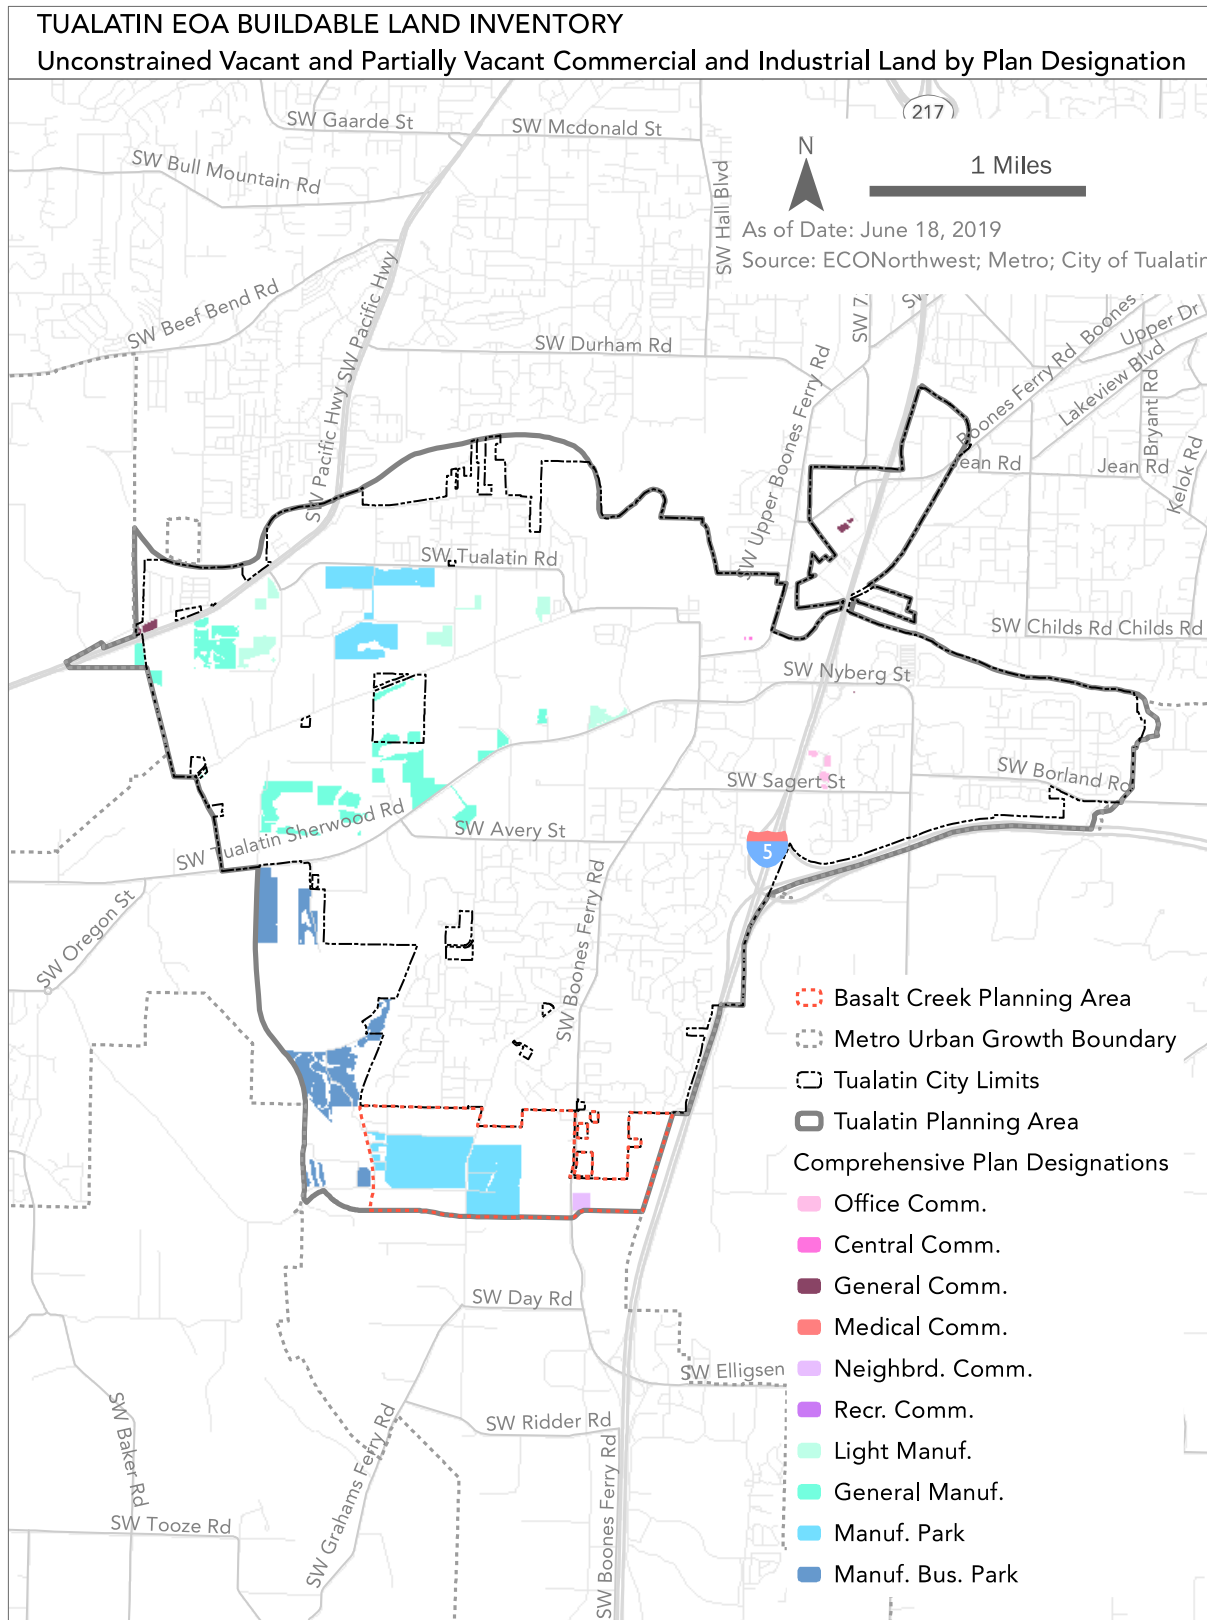 TUALATIN EOA BUILDABLE LAND INVENTORY
Unconstrained Vacant and Partially Vacant Commercial and Industrial Land by Plan Designation
217
SW Gaarde St
SW Mcdonald St
SW Bull Mountain Rd
SW Hall Blvd
N
1 Miles
As of Date: June 18, 2019
Source: ECONorthwest; Metro; City of Tualatin
SW Beef Bend Rd
SW Pacific Hwy
SW Pacific Hwy
SW Durham Rd
SW 7
SW
Boones
Upper Dr
Lakeview Blvd
Boones Ferry Rd
Bryant Rd
SW Upper Boones Ferry Rd
Jean Rd
Jean Rd
Kelok Rd
SW Tualatin Rd
SW Childs Rd
Childs Rd
SW Nyberg St
SW Sagert St
SW Borland Rd
SW Tualatin Sherwood Rd
SW Avery St
5
SW Oregon St
SW Boones Ferry Rd
Basalt Creek Planning Area
Metro Urban Growth Boundary
Tualatin City Limits
Tualatin Planning Area
Comprehensive Plan Designations
Office Comm.
Central Comm.
General Comm.
Medical Comm.
Neighbrd. Comm.
Recr. Comm.
Light Manuf.
General Manuf.
Manuf. Park
Manuf. Bus. Park
SW Day Rd
SW Elligsen
SW Ridder Rd
SW Baker Rd
SW Grahams Ferry Rd
SW Boones Ferry Rd
SW Tooze Rd